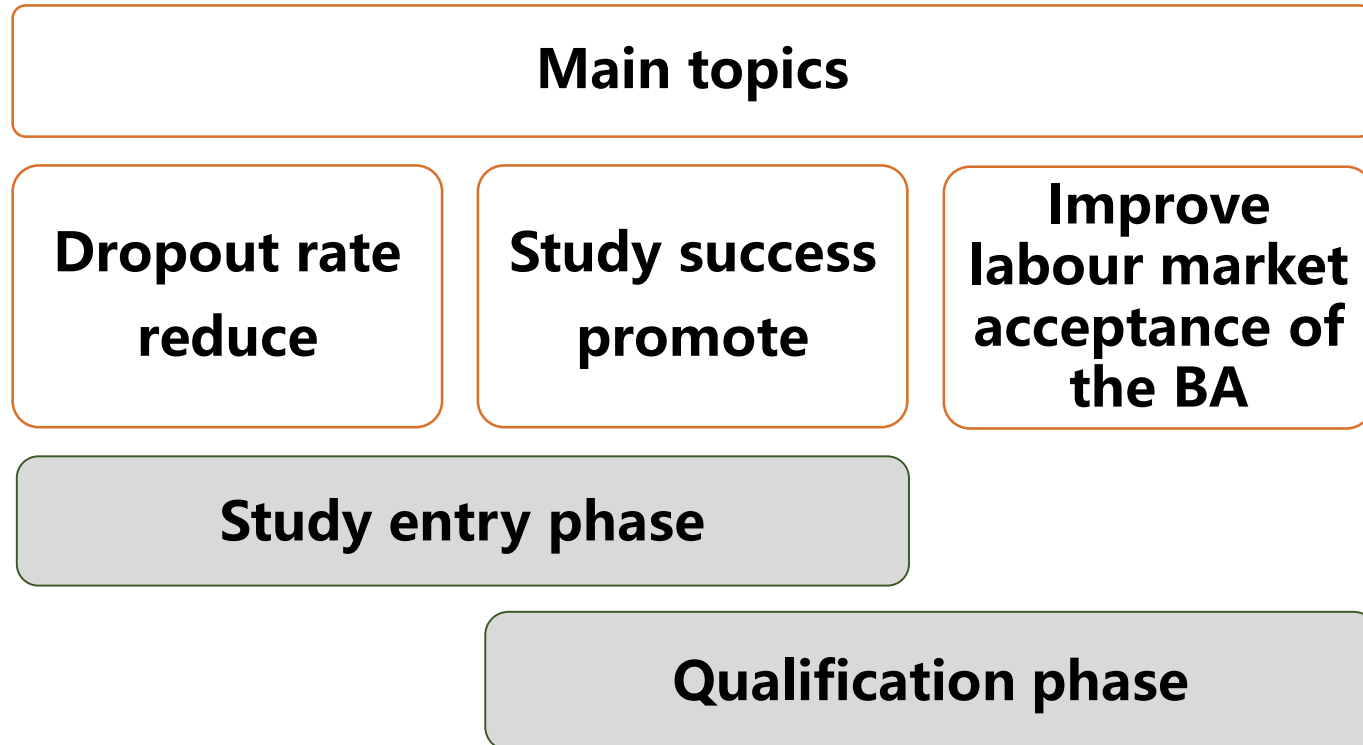 Main topics
Dropout rate
reduce
Study success
promote
Improve
labour market
acceptance of
the BA
Study entry phase
Qualification phase